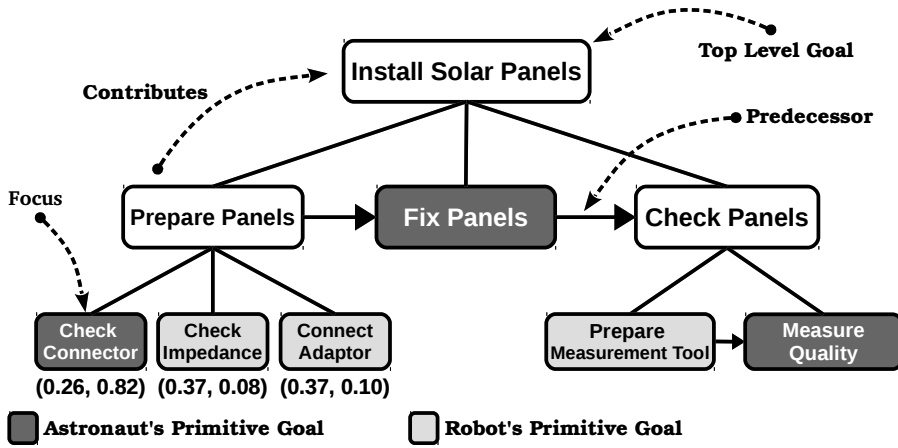 Install Solar Panels
Top Level Goal
Contributes
Predecessor
Focus
Prepare Panels
Fix Panels
Check Panels
Check
Connector
Check
Impedance
Connect
Adaptor
Prepare
Measurement Tool
Measure
Quality
(0.26, 0.82)
(0.37, 0.08)
(0.37, 0.10)
Astronaut's Primitive Goal
Robot's Primitive Goal